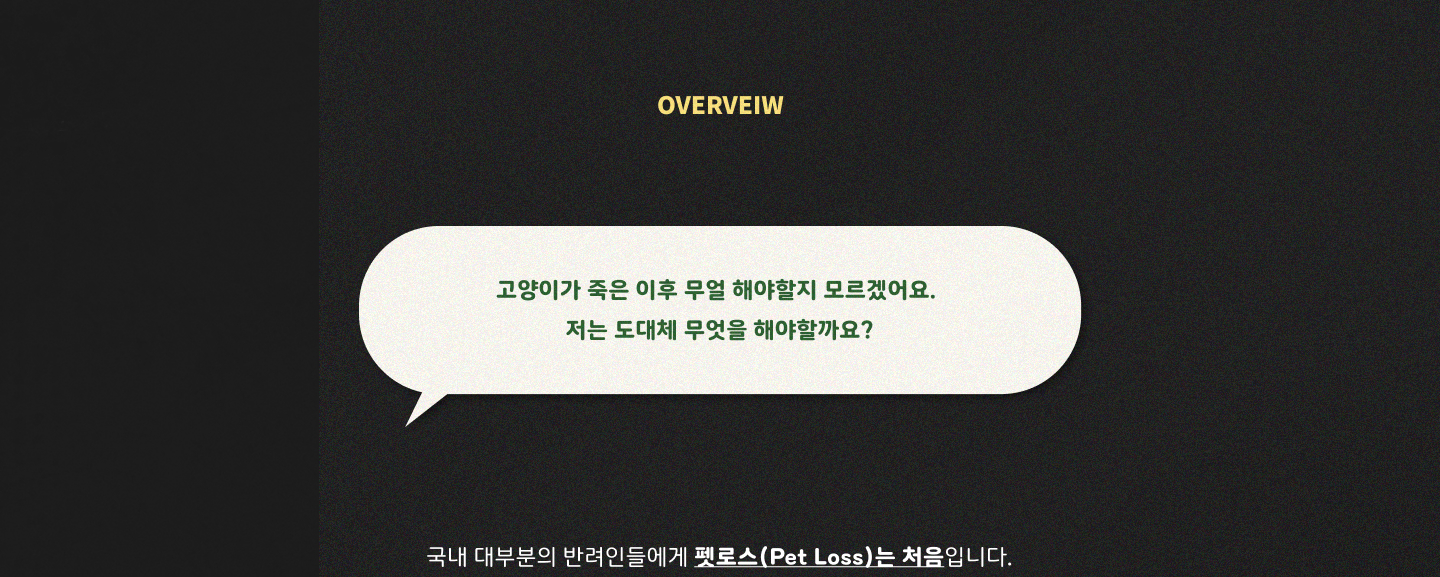 OVERVEIW
고양이가 죽은 이후 무얼 해야할지 모르겠어요.
저는 도대체 무엇을 해야할까요?
국내 대부분의 반려인들에게 펫로스(Pet Loss)는 처음입니다.